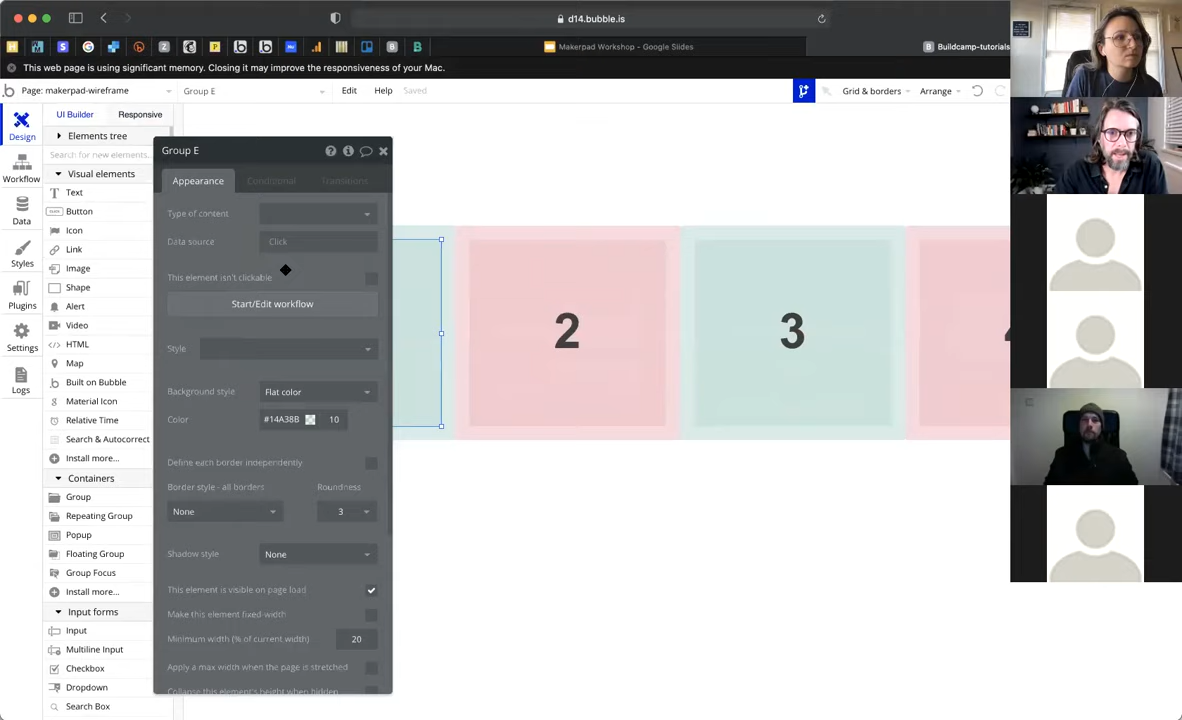 d14.bubble.is
Makerpad Workshop - Google Slides
Buildcamp-tutorials
This web page is using significant memory. Closing it may improve the responsiveness of your Mac.
Page: makerpad-wireframe
Group E
Edit
Help
Saved
Grid & borders
Arrange
Design
Workflow
Data
Styles
Plugins
Settings
Logs
UI Builder
Responsive
Elements tree
Search for new elements...
Visual elements
Text
Button
Icon
Link
Image
Shape
Alert
Video
HTML
Map
Built on Bubble
Material Icon
Relative Time
Search & Autocorrect
Install more...
Containers
Group
Repeating Group
Popup
Floating Group
Group Focus
Install more...
Input forms
Input
Multiline Input
Checkbox
Dropdown
Search Box
Group E
Appearance
Conditional
Transitions
Type of content
Data source
Click
This element isn't clickable
Start/Edit workflow
Style
Background style
Flat color
Color
#14A38B
10
Define each border independently
Border style - all borders
Roundness
None
3
Shadow style
None
This element is visible on page load
Make this element fixed-width
Minimum width (% of current width)
20
Apply a max width when the page is stretched
Collapse this element's height when hidden
2
3